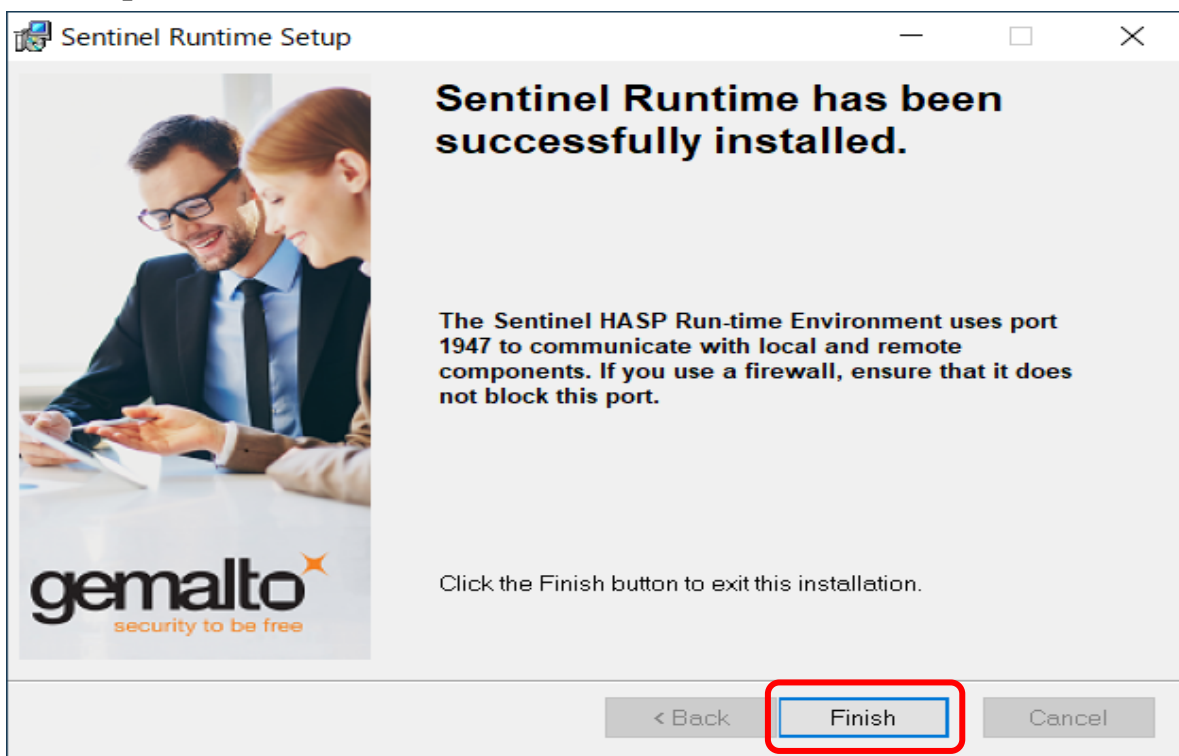 Sentinel Runtime Setup
Sentinel Runtime has been
successfully installed.
The Sentinel HASP Run-time Environment uses port
1947 to communicate with local and remote
components. If you use a firewall, ensure that it does
not block this port.
gemalto
security to be free
Click the Finish button to exit this installation.
< Back
Finish
Cancel